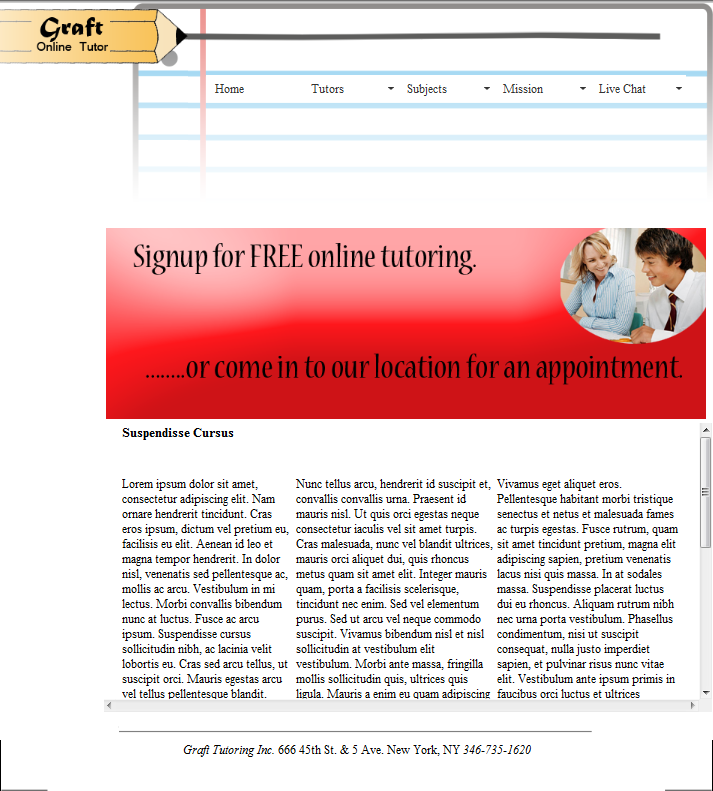 Graft
Online Tutor
Home Tutors Subjects Mission Live Chat
Signup for FREE online tutoring.
........or come in to our location for an appointment.
Suspendisse Cursus
Lorem ipsum dolor sit amet,
consectetur adipiscing elit. Nam
ornare hendrerit tincidunt. Cras
eros ipsum, dictum vel pretium eu,
facilisis eu elit. Aenean id leo et
magna tempor hendrerit. In dolor
nisl, venenatis sed pellentesque ac,
mollis ac arcu. Vestibulum in mi
lectus. Morbi convallis bibendum
nunc at luctus. Fusce ac arcu
ipsum. Suspendisse cursus
sollicitudin nibh, ac lacinia velit
lobortis eu. Cras sed arcu tellus, ut
suscipit orci. Mauris egestas arcu
vel tellus pellentesque blandit.
Nunc tellus arcu, hendrerit id suscipit et,
convallis convallis urna. Praesent id
mauris nisl. Ut quis orci egestas neque
consectetur iaculis vel sit amet turpis.
Cras malesuada, nunc vel blandit ultrices,
mauris orci aliquet dui, quis rhoncus
metus quam sit amet elit. Integer mauris
quam, porta a facilisis scelerisque,
tincidunt nec enim. Sed vel elementum
purus. Sed ut arcu vel neque commodo
suscipit. Vivamus bibendum nisl et nisl
sollicitudin at vestibulum elit
vestibulum. Morbi ante massa, fringilla
mollis sollicitudin quis, ultrices quis
ligula. Mauris a enim eu quam adipiscing
Vivamus eget aliquet eros.
Pellentesque habitant morbi tristique
senectus et netus et malesuada fames
ac turpis egestas. Fusce rutrum, quam
sit amet tincidunt pretium, magna elit
adipiscing sapien, pretium venenatis
lacus nisi quis massa. In at sodales
massa. Suspendisse placerat luctus
dui eu rhoncus. Aliquam rutrum nibh
nec urna porta vestibulum. Phasellus
condimentum, nisi ut suscipit
consequat, nulla justo imperdiet
sapien, et pulvinar risus nunc vitae
elit. Vestibulum ante ipsum primis in
faucibus orci luctus et ultrices
Graft Tutoring Inc. 666 45th St. & 5 Ave. New York, NY 346-735-1620